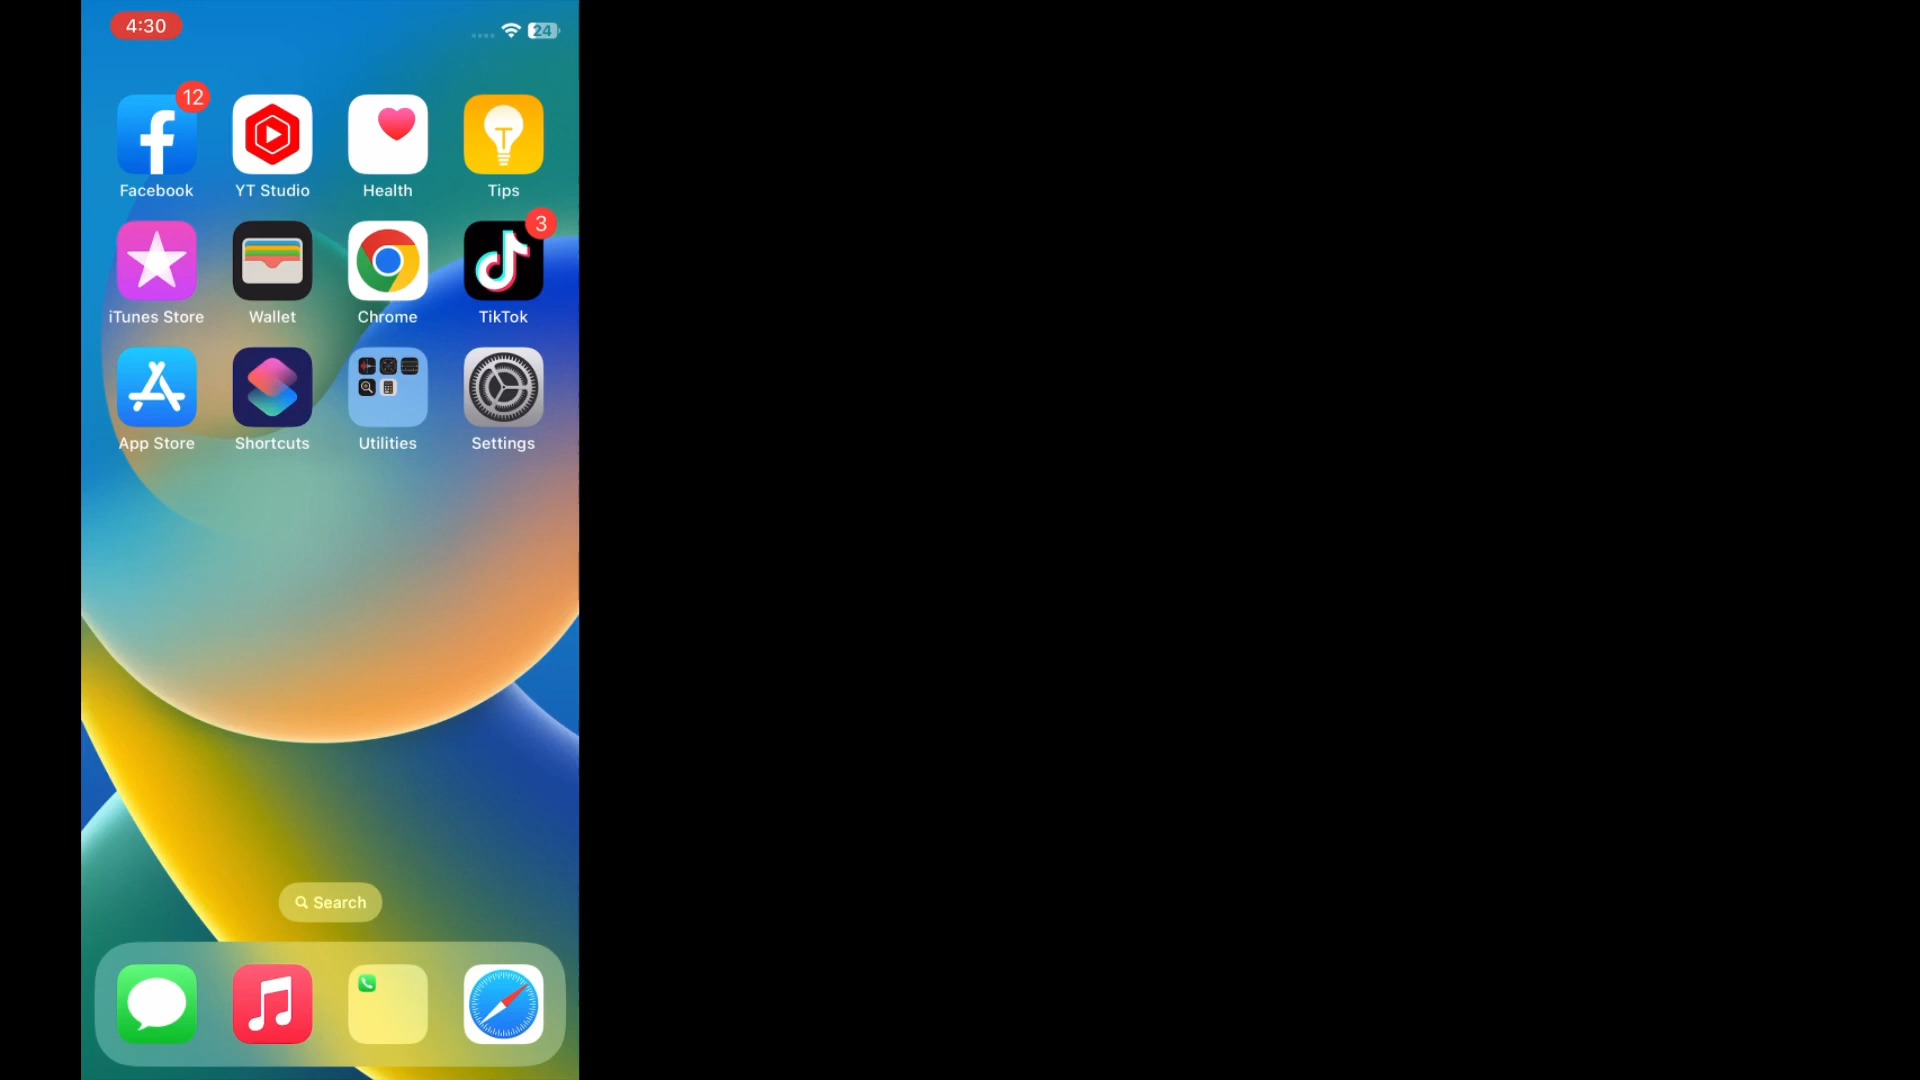 4:30
24
12
Facebook
YT Studio
Health
Tips
3
iTunes Store
Wallet
Chrome
TikTok
App Store
Shortcuts
Utilities
Settings
Search